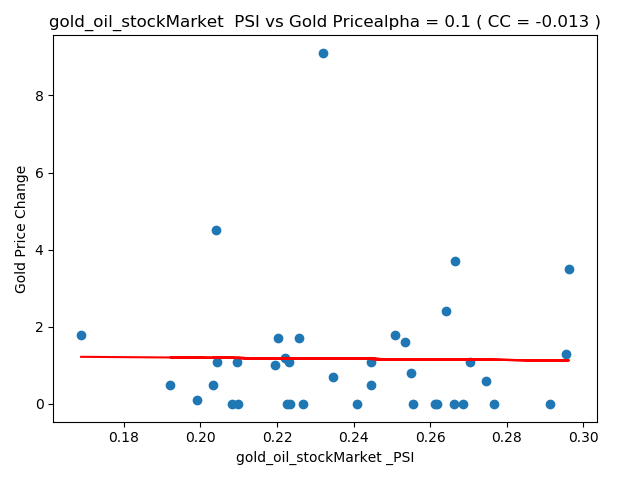 gold_oil_stockMarket  PSI vs Gold Pricealpha = 0.1 ( CC = -0.013 )
Gold Price Change
8
6
4
2
0
0.18 0.20 0.22 0.24 0.26 0.28 0.30
gold_oil_stockMarket _PSI